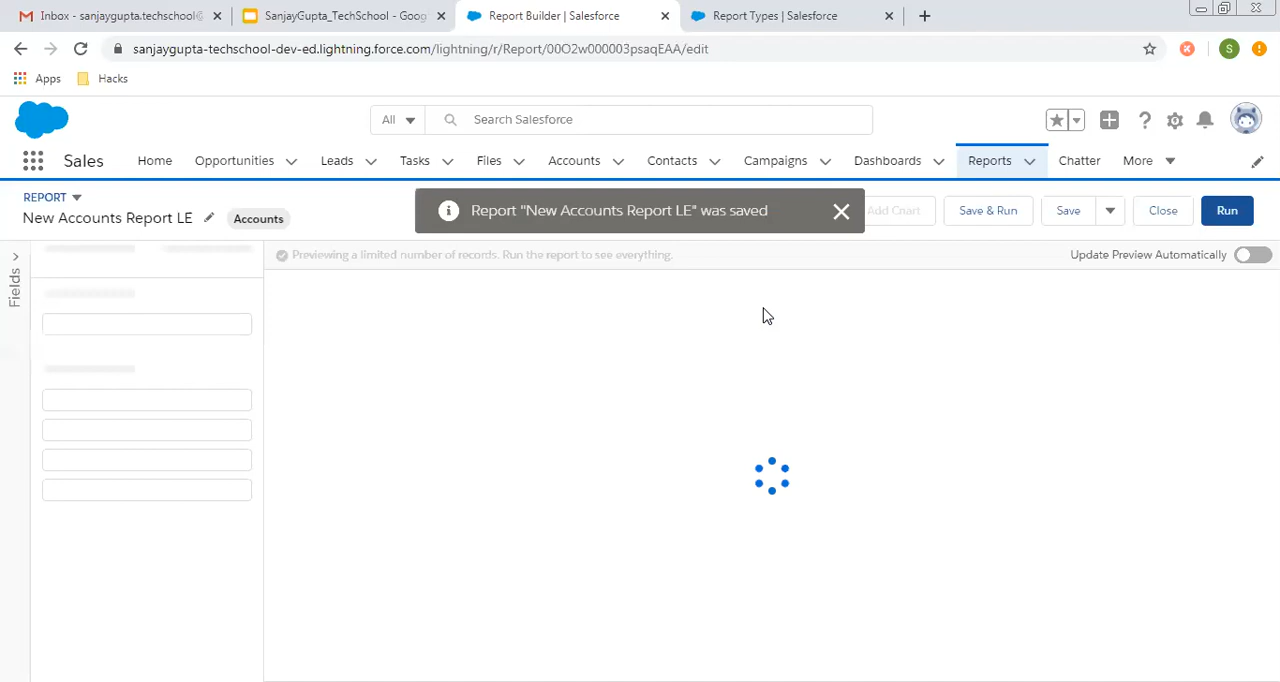 Inbox - sanjaygupta.techschool@
SanjayGupta_TechSchool - Goog
Report Builder | Salesforce
Report Types | Salesforce
sanjaygupta-techschool-dev-ed.lightning.force.com/lightning/r/Report/00O2w000003psaqEAA/edit
S
Apps
Hacks
All
Search Salesforce
Sales
Home
Opportunities
Leads
Tasks
Files
Accounts
Contacts
Campaigns
Dashboards
Reports
Chatter
More
REPORT
New Accounts Report LE
Accounts
Report "New Accounts Report LE" was saved
Add Chart
Save & Run
Save
Close
Run
Fields
Previewing a limited number of records. Run the report to see everything.
Update Preview Automatically